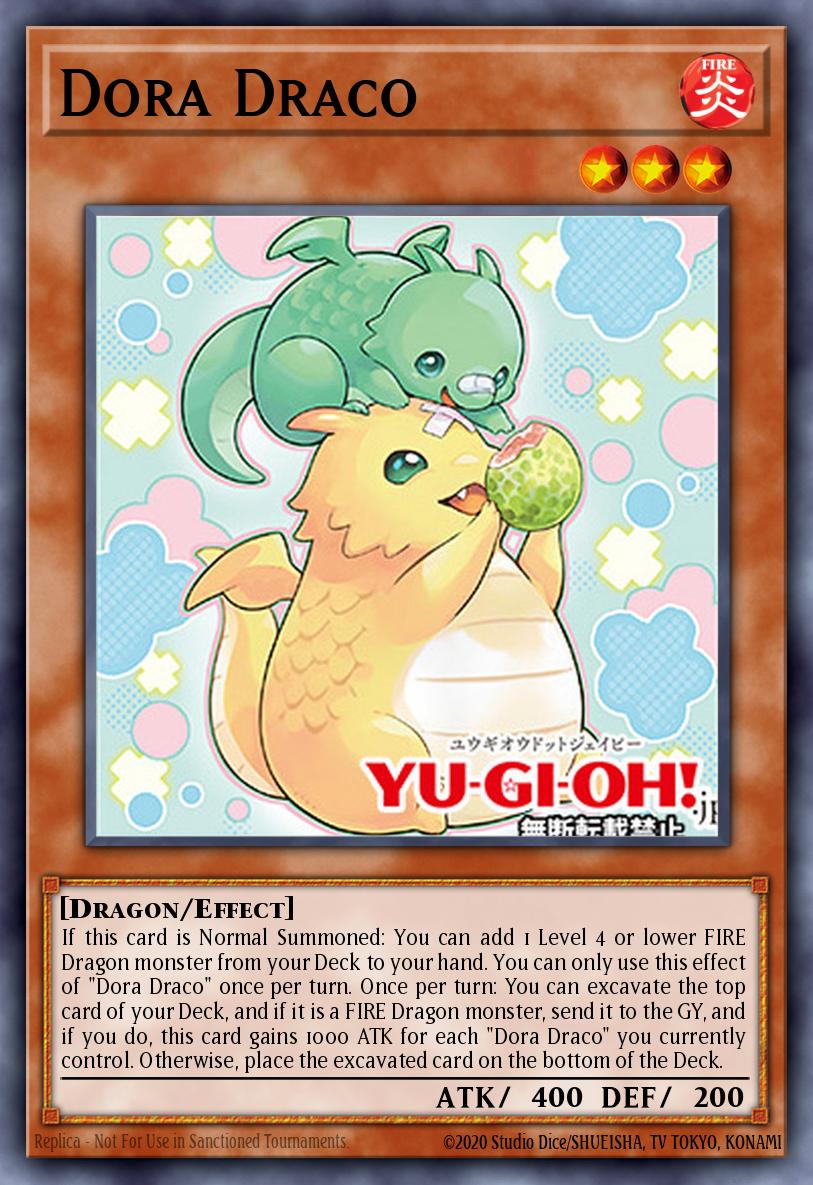 Dora Draco
FIRE
炎
ユウギオウドットジェイピー
YU-GI-OH!
.jp
無断転載禁止
[Dragon/Effect]
If this card is Normal Summoned: You can add 1 Level 4 or lower FIRE
Dragon monster from your Deck to your hand. You can only use this effect
of "Dora Draco" once per turn. Once per turn: You can excavate the top
card of your Deck, and if it is a FIRE Dragon monster, send it to the GY, and
if you do, this card gains 1000 ATK for each "Dora Draco" you currently
control. Otherwise, place the excavated card on the bottom of the Deck.
ATK/ 400 DEF/ 200
Replica - Not For Use in Sanctioned Tournaments.
©2020 Studio Dice/SHUEISHA, TV TOKYO, KONAMI